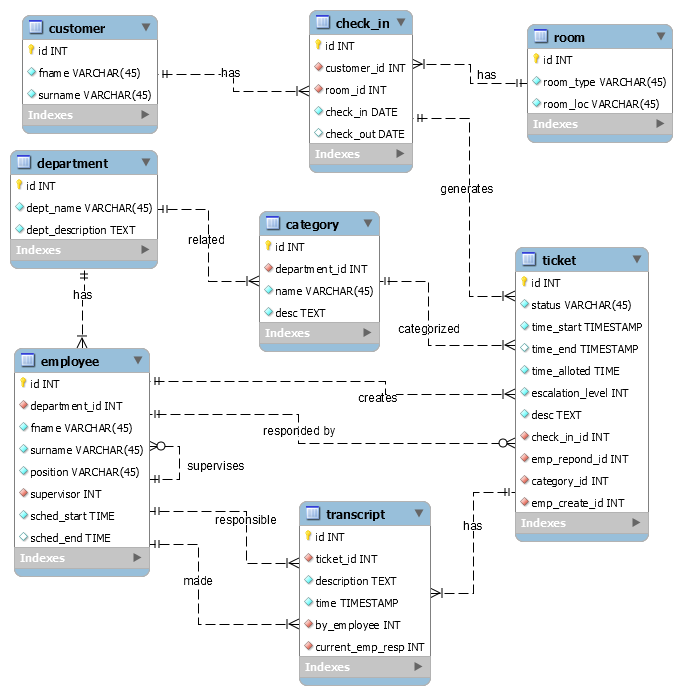 customer
id INT
fname VARCHAR(45)
surname VARCHAR(45)
Indexes
has
check_in
id INT
customer_id INT
room_id INT
check_in DATE
check_out DATE
Indexes
has
room
id INT
room_type VARCHAR(45)
room_loc VARCHAR(45)
Indexes
department
id INT
dept_name VARCHAR(45)
dept_description TEXT
Indexes
related
has
category
id INT
department_id INT
name VARCHAR(45)
desc TEXT
Indexes
generates
categorized
ticket
id INT
status VARCHAR(45)
time_start TIMESTAMP
time_end TIMESTAMP
time_alloted TIME
escalation_level INT
desc TEXT
check_in_id INT
emp_repond_id INT
category_id INT
emp_create_id INT
Indexes
employee
id INT
department_id INT
fname VARCHAR(45)
surname VARCHAR(45)
position VARCHAR(45)
supervisor INT
sched_start TIME
sched_end TIME
Indexes
creates
responded by
supervises
responsible
made
has
transcript
id INT
ticket_id INT
description TEXT
time TIMESTAMP
by_employee INT
current_emp_resp INT
Indexes